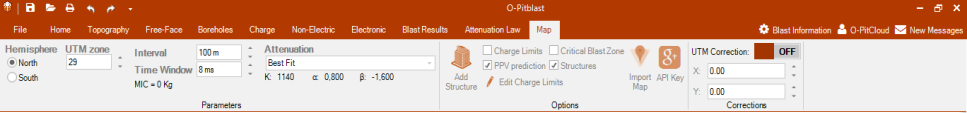 O-Pitblast
File Home Topography Free-Face Boreholes Charge Non-Electric Electronic Blast Results Attenuation Law Map Blast Information O-PitCloud New Messages
Hemisphere UTM zone Interval 100 m Attenuation Charge Limits Critical Blast Zone UTM Correction: OFF
North 29 Best Fit PPV prediction Structures X: 0.00
South Time Window 8 ms K: 1140 α: 0,800 β: -1,600 Add Structure Edit Charge Limits Import Map API Key
MIC = 0 Kg Y: 0.00
Parameters Options Corrections